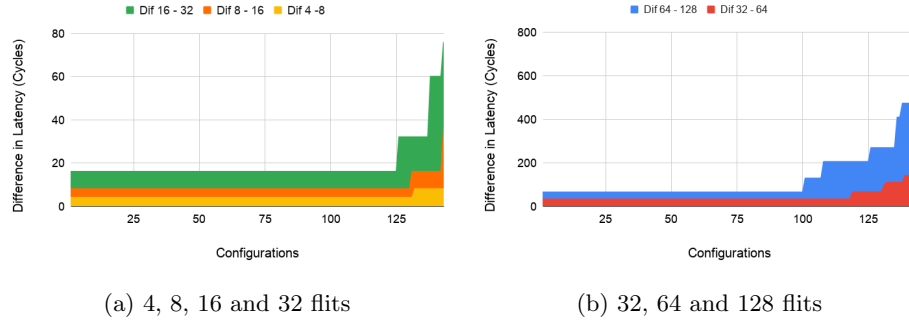 Dif 16 - 32 Dif 8 - 16 Dif 4 -8
Difference in Latency (Cycles)
80
60
40
20
0
25 50 75 100 125
Configurations
(a) 4, 8, 16 and 32 flits
Dif 64 - 128 Dif 32 - 64
Difference in Latency (Cycles)
800
600
400
200
0
25 50 75 100 125
Configurations
(b) 32, 64 and 128 flits